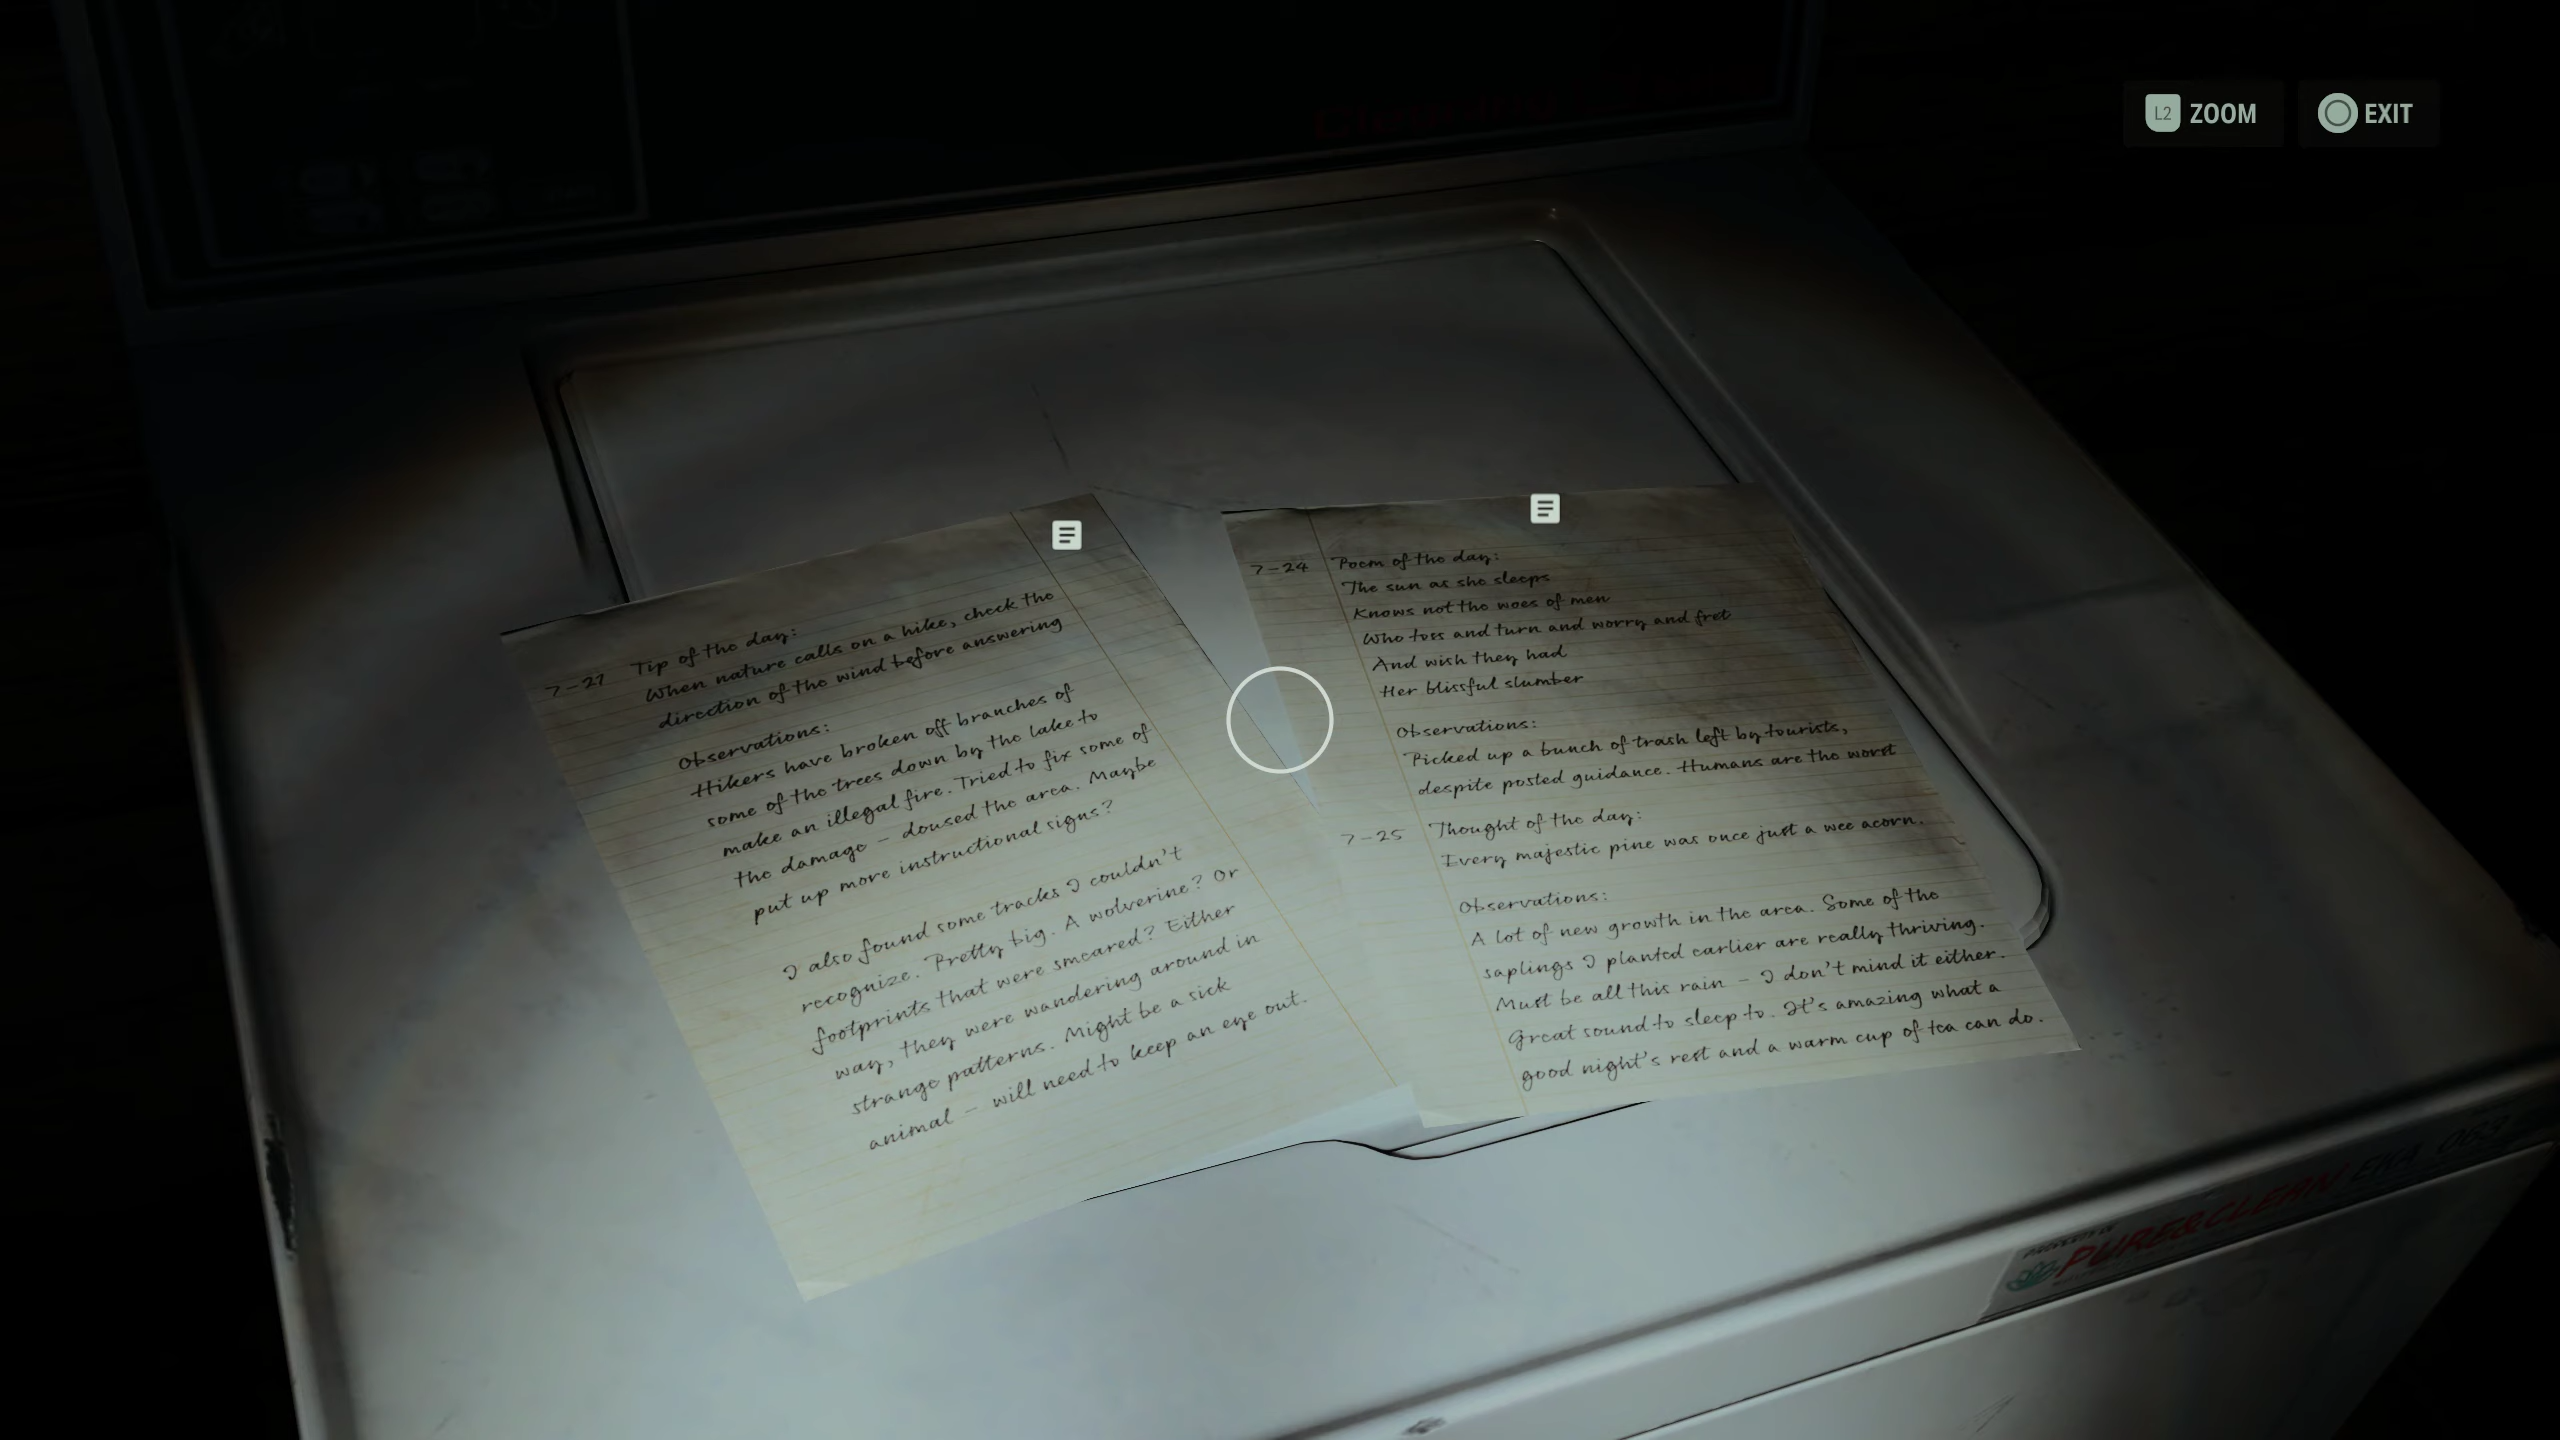 L2 ZOOM
EXIT
7-27 Tip of the day:
When nature calls on a hike, check the
direction of the wind before answering
Observations:
Hikers have broken off branches of
some of the trees down by the lake to
make an illegal fire. Tried to fix some of
the damage – doused the area. Maybe
put up more instructional signs?
I also found some tracks I couldn't
recognize. Pretty big. A wolverine? Or
footprints that were smeared? Either
way, they were wandering around in
strange patterns. Might be a sick
animal – will need to keep an eye out.
7-24 Poem of the day:
The sun as she sleeps
Knows not the woes of men
Who toss and turn and worry and fret
And wish they had
Her blissful slumber
Observations:
Picked up a bunch of trash left by tourists,
despite posted guidance. Humans are the worst
7-25 Thought of the day:
Every majestic pine was once just a wee acorn.
Observations:
A lot of new growth in the area. Some of the
saplings I planted earlier are really thriving.
Must be all this rain – I don't mind it either.
Great sound to sleep to. It's amazing what a
good night's rest and a warm cup of tea can do.
PROPERTY OF
PURE&CLEAN EKA 063